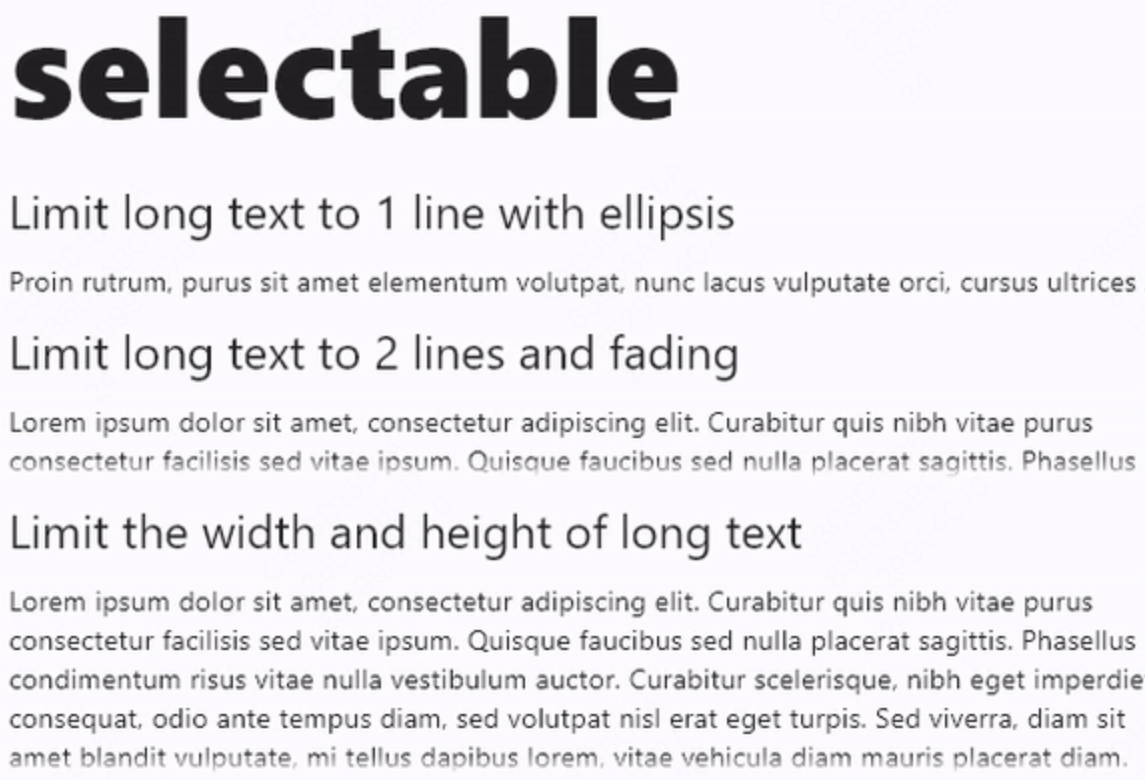 selectable
Limit long text to 1 line with ellipsis
Proin rutrum, purus sit amet elementum volutpat, nunc lacus vulputate orci, cursus ultrices
Limit long text to 2 lines and fading
Lorem ipsum dolor sit amet, consectetur adipiscing elit. Curabitur quis nibh vitae purus
consectetur facilisis sed vitae ipsum. Quisque faucibus sed nulla placerat sagittis. Phasellus
Limit the width and height of long text
Lorem ipsum dolor sit amet, consectetur adipiscing elit. Curabitur quis nibh vitae purus
consectetur facilisis sed vitae ipsum. Quisque faucibus sed nulla placerat sagittis. Phasellus
condimentum risus vitae nulla vestibulum auctor. Curabitur scelerisque, nibh eget imperdie
consequat, odio ante tempus diam, sed volutpat nisl erat eget turpis. Sed viverra, diam sit
amet blandit vulputate, mi tellus dapibus lorem, vitae vehicula diam mauris placerat diam.